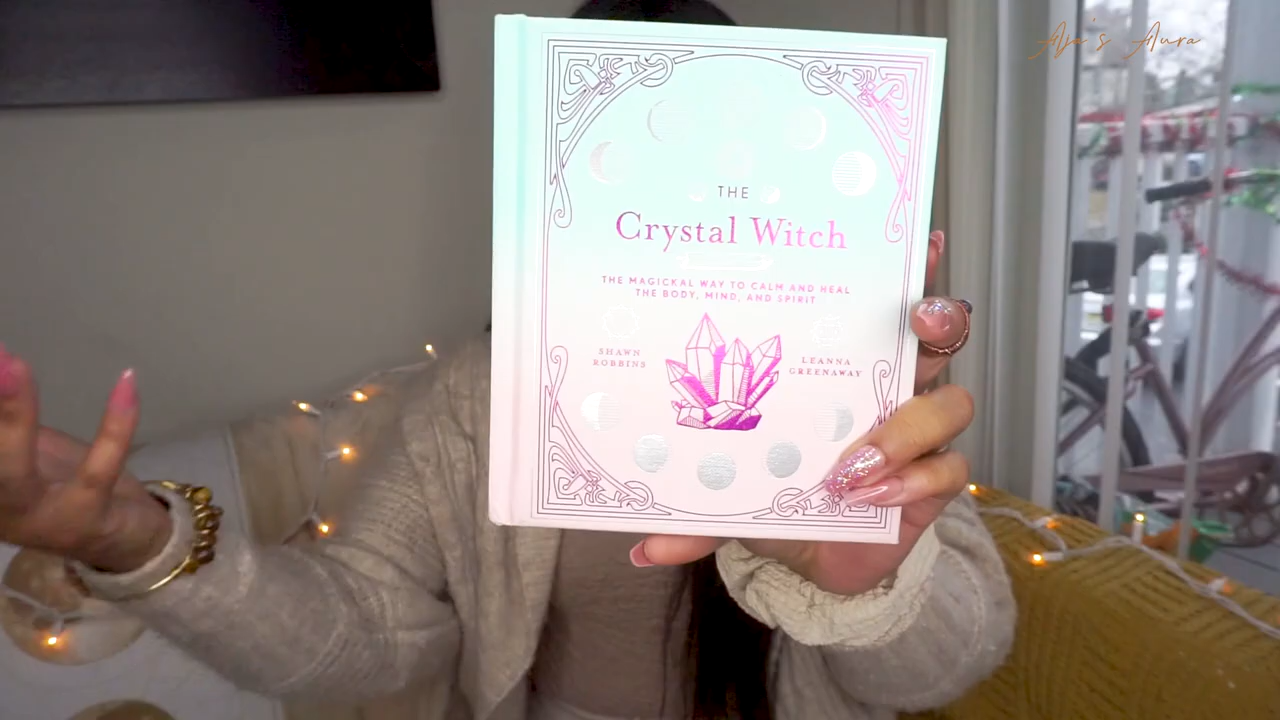 Aja's Aura
THE
Crystal Witch
THE MAGICKAL WAY TO CALM AND HEAL
THE BODY, MIND, AND SPIRIT
SHAWN
ROBBINS
LEANNA
GREENAWAY